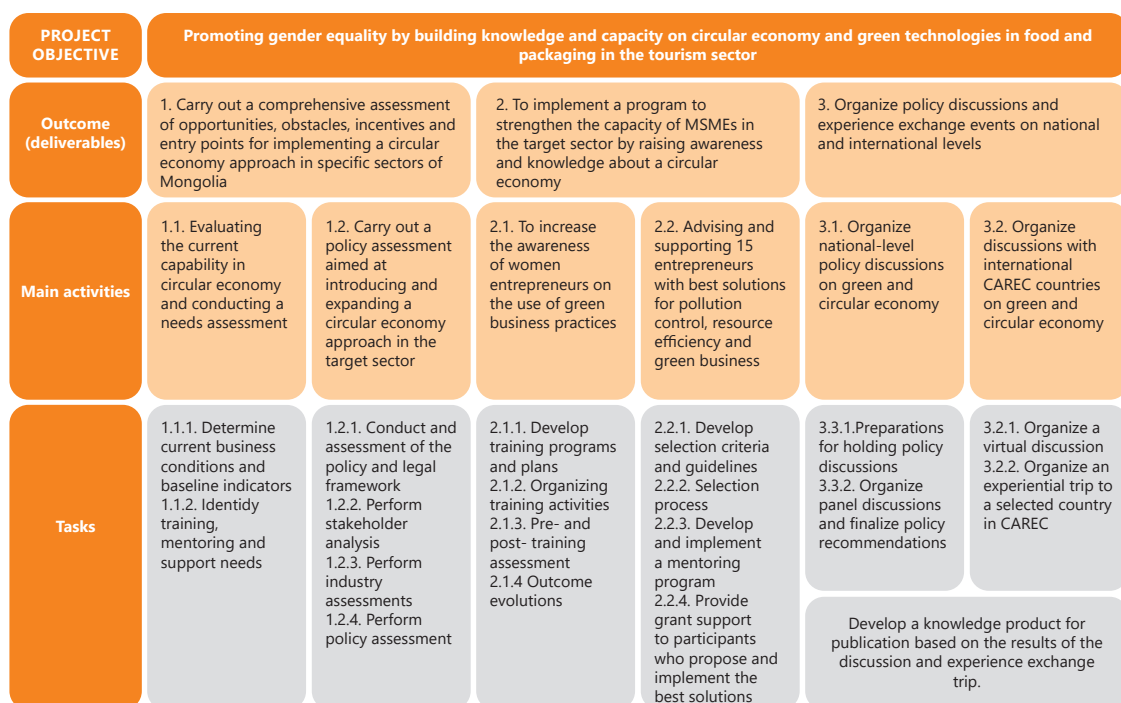 PROJECT
OBJECTIVE
Promoting gender equality by building knowledge and capacity on circular economy and green technologies in food and
packaging in the tourism sector
Outcome
(deliverables)
1. Carry out a comprehensive assessment
of opportunities, obstacles, incentives and
entry points for implementing a circular
economy approach in specific sectors of
Mongolia
2. To implement a program to
strengthen the capacity of MSMEs in
the target sector by raising awareness
and knowledge about a circular
economy
3. Organize policy discussions and
experience exchange events on national
and international levels
Main activities
1.1. Evaluating
the current
capability in
circular economy
and conducting a
needs assessment
1.2. Carry out a
policy assessment
aimed at
introducing and
expanding a
circular economy
approach in the
target sector
2.1. To increase
the awareness
of women
entrepreneurs on
the use of green
business practices
2.2. Advising and
supporting 15
entrepreneurs
with best solutions
for pollution
control, resource
efficiency and
green business
3.1. Organize
national-level
policy discussions
on green and
circular economy
3.2. Organize
discussions with
international
CAREC countries
on green and
circular economy
Tasks
1.1.1. Determine
current business
conditions and
baseline indicators
1.1.2. Identidy
training,
mentoring and
support needs
1.2.1. Conduct and
assessment of the
policy and legal
framework
1.2.2. Perform
stakeholder
analysis
1.2.3. Perform
industry
assessments
1.2.4. Perform
policy assessment
2.1.1. Develop
training programs
and plans
2.1.2. Organizing
training activities
2.1.3. Pre- and
post- training
assessment
2.1.4 Outcome
evolutions
2.2.1. Develop
selection criteria
and guidelines
2.2.2. Selection
process
2.2.3. Develop
and implement
a mentoring
program
2.2.4. Provide
grant support
to participants
who propose and
implement the
best solutions
3.3.1.Preparations
for holding policy
discussions
3.3.2. Organize
panel discussions
and finalize policy
recommendations
3.2.1. Organize a
virtual discussion
3.2.2. Organize an
experiential trip to
a selected country
in CAREC
Develop a knowledge product for
publication based on the results of the
discussion and experience exchange
trip.